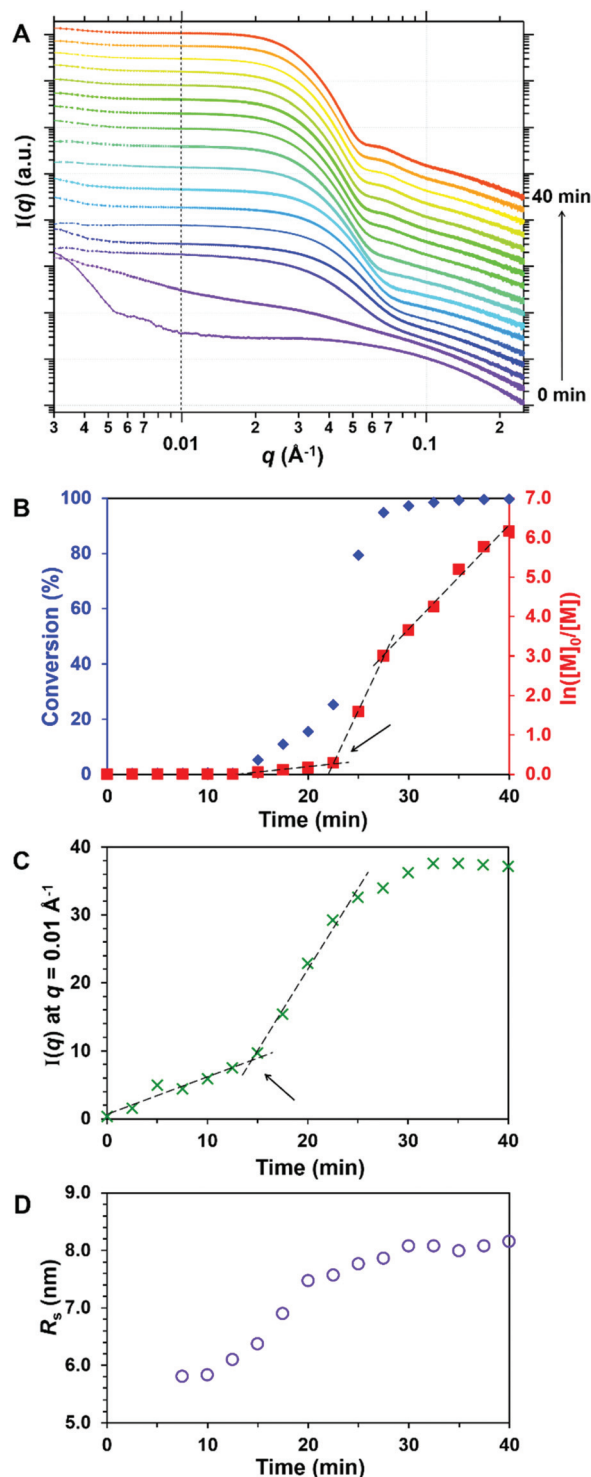 A
I(q) (a.u.)
40 min
0 min
3 4 5 6 7 0.01 2 3 4 5 6 7 0.1 2
q (Å-1)
B
Conversion (%)
100
80
60
40
20
0
7.0
6.0
5.0
4.0
3.0
2.0
1.0
0.0
ln([M]0/[M])
0 10 20 30 40
Time (min)
C
I(q) at q = 0.01 Å-1
40
30
20
10
0
0 10 20 30 40
Time (min)
D
Rs (nm)
9.0
8.0
7.0
6.0
5.0
0 10 20 30 40
Time (min)